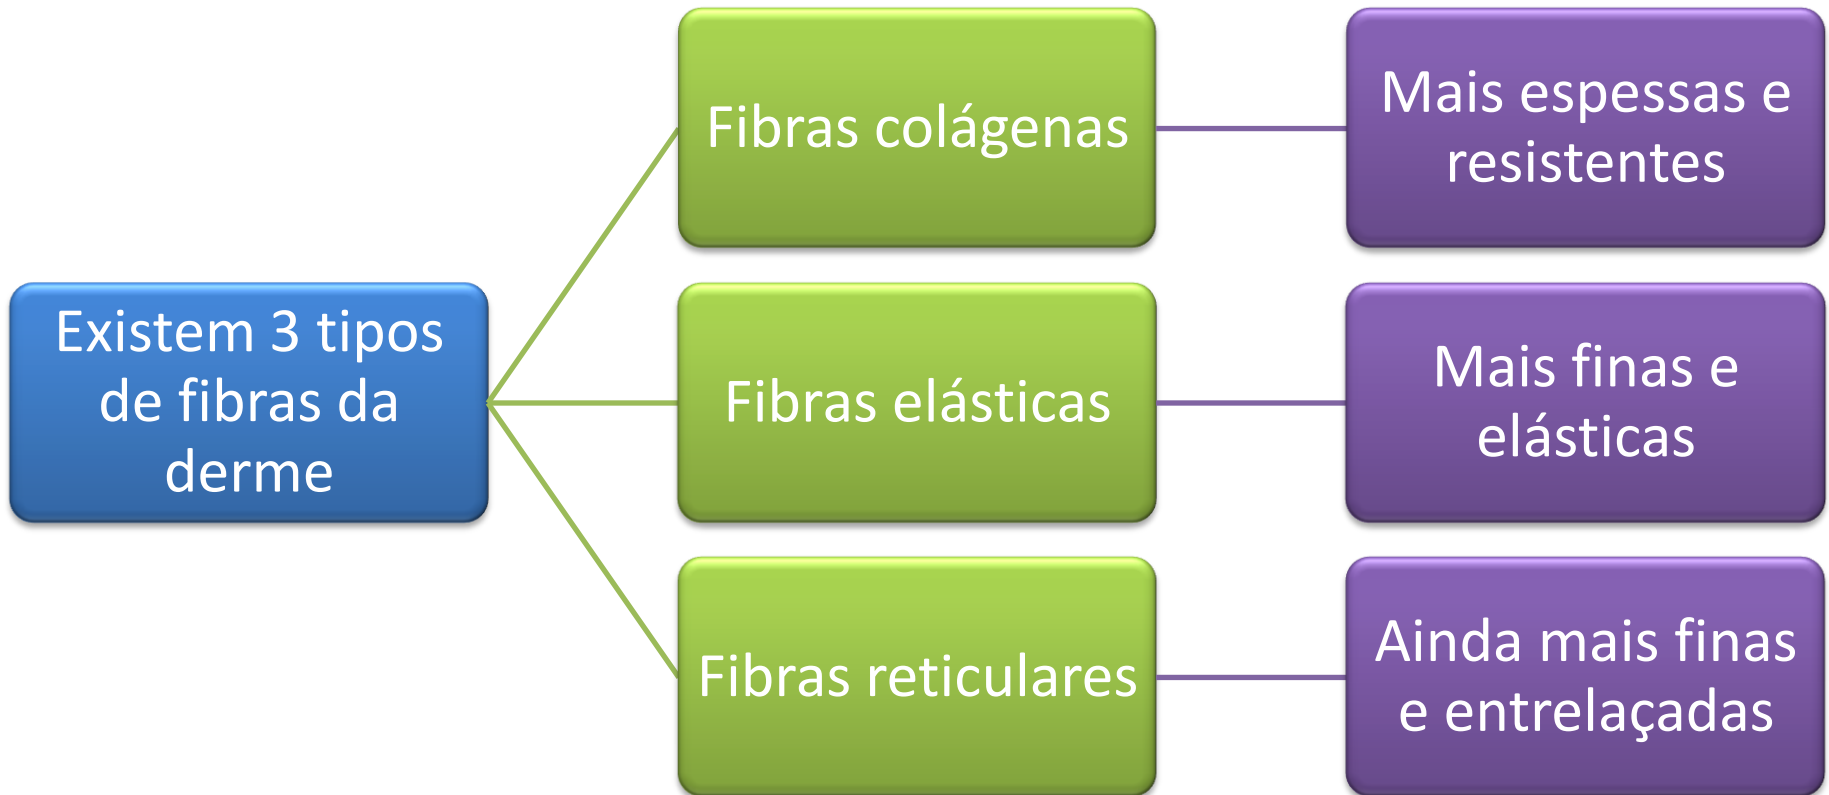 Existem 3 tipos
de fibras da
derme
Fibras colágenas
Mais espessas e
resistentes
Fibras elásticas
Mais finas e
elásticas
Fibras reticulares
Ainda mais finas
e entrelaçadas